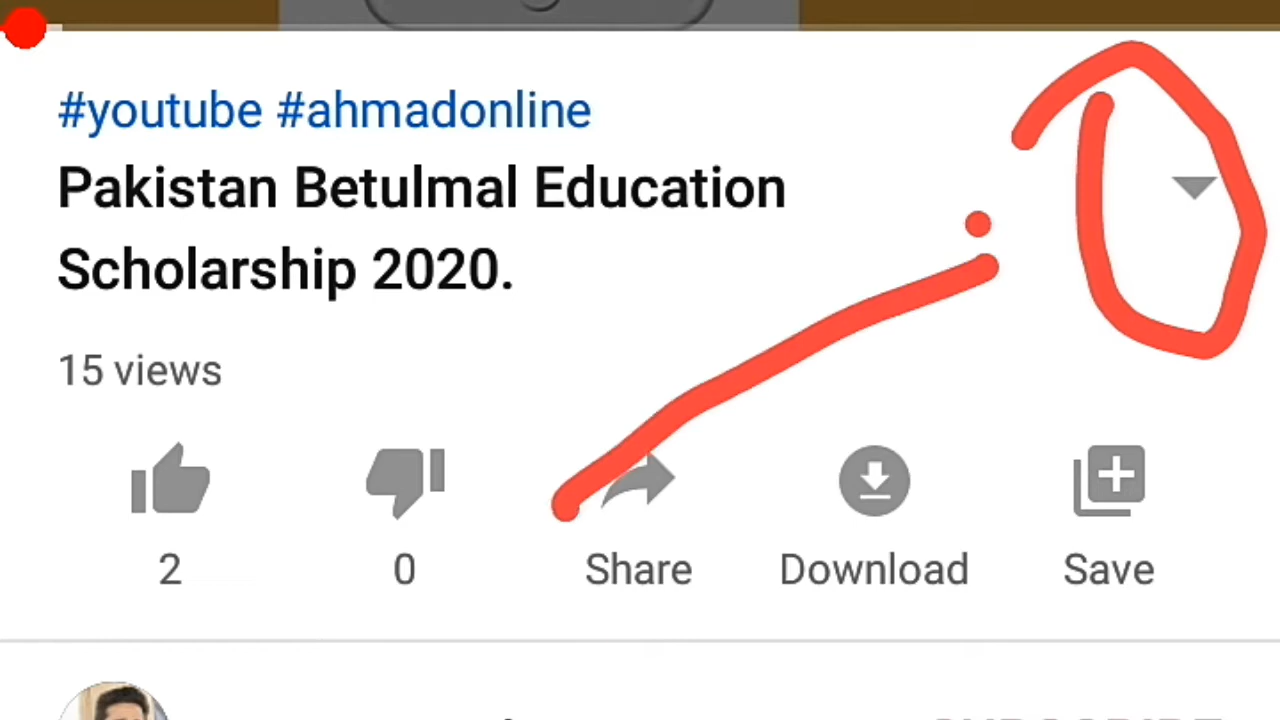 #youtube #ahmadonline
Pakistan Betulmal Education
Scholarship 2020.
15 views
2 0 Share Download Save